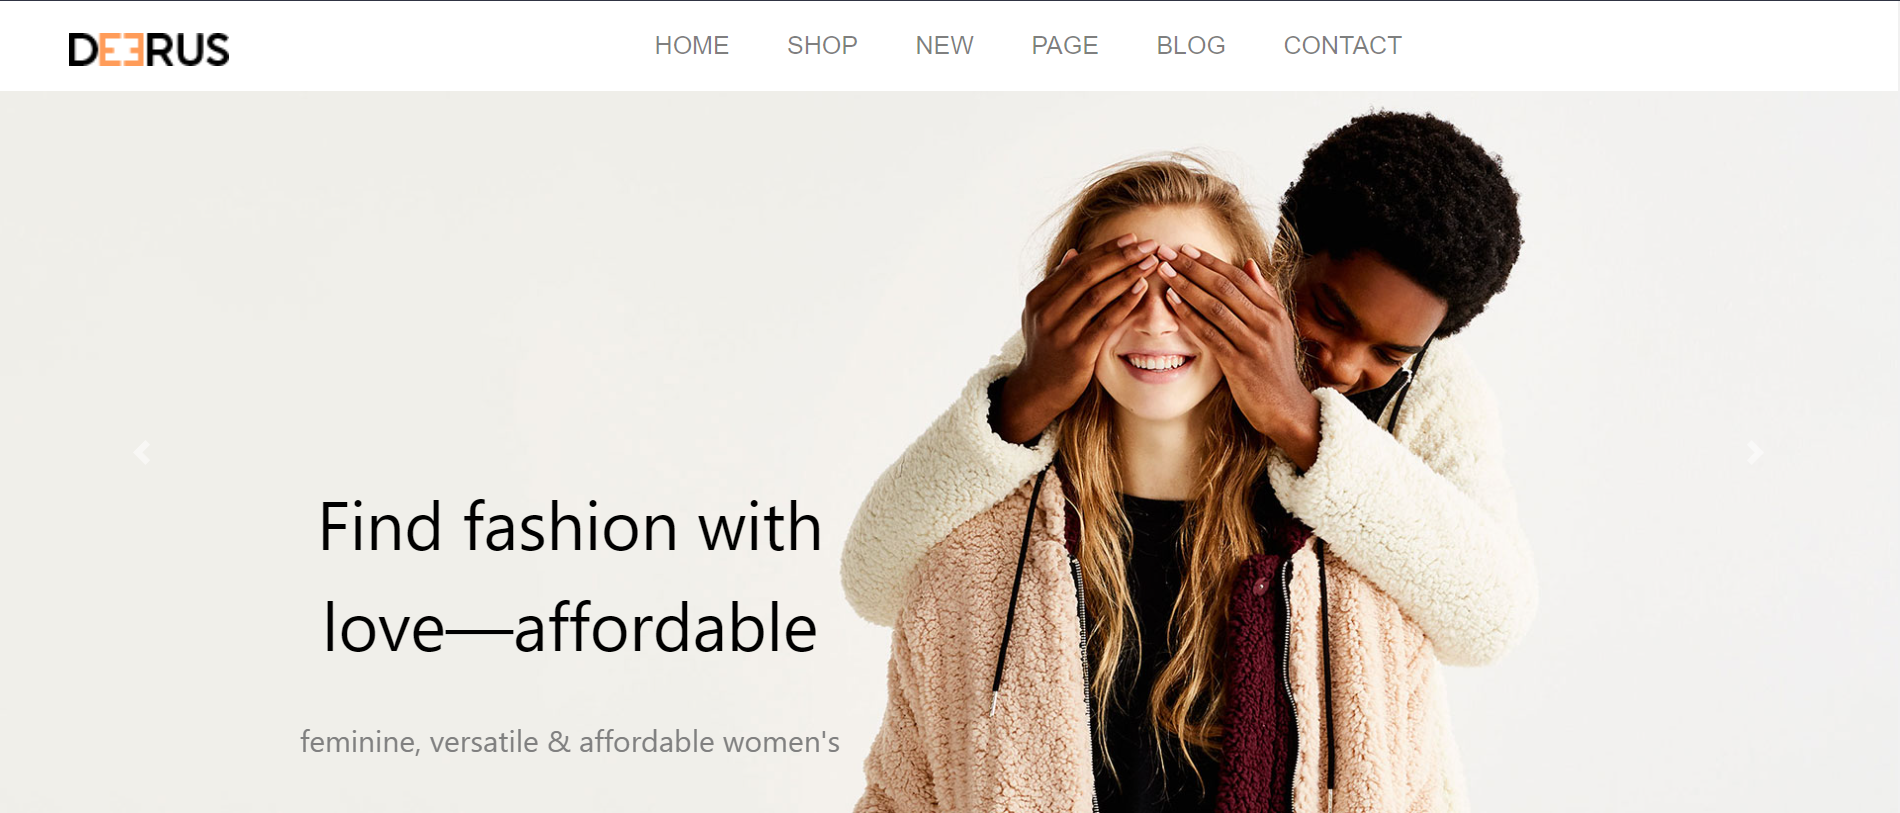 DEERUS
HOME SHOP NEW PAGE BLOG CONTACT
Find fashion with
love—affordable
feminine, versatile & affordable women's